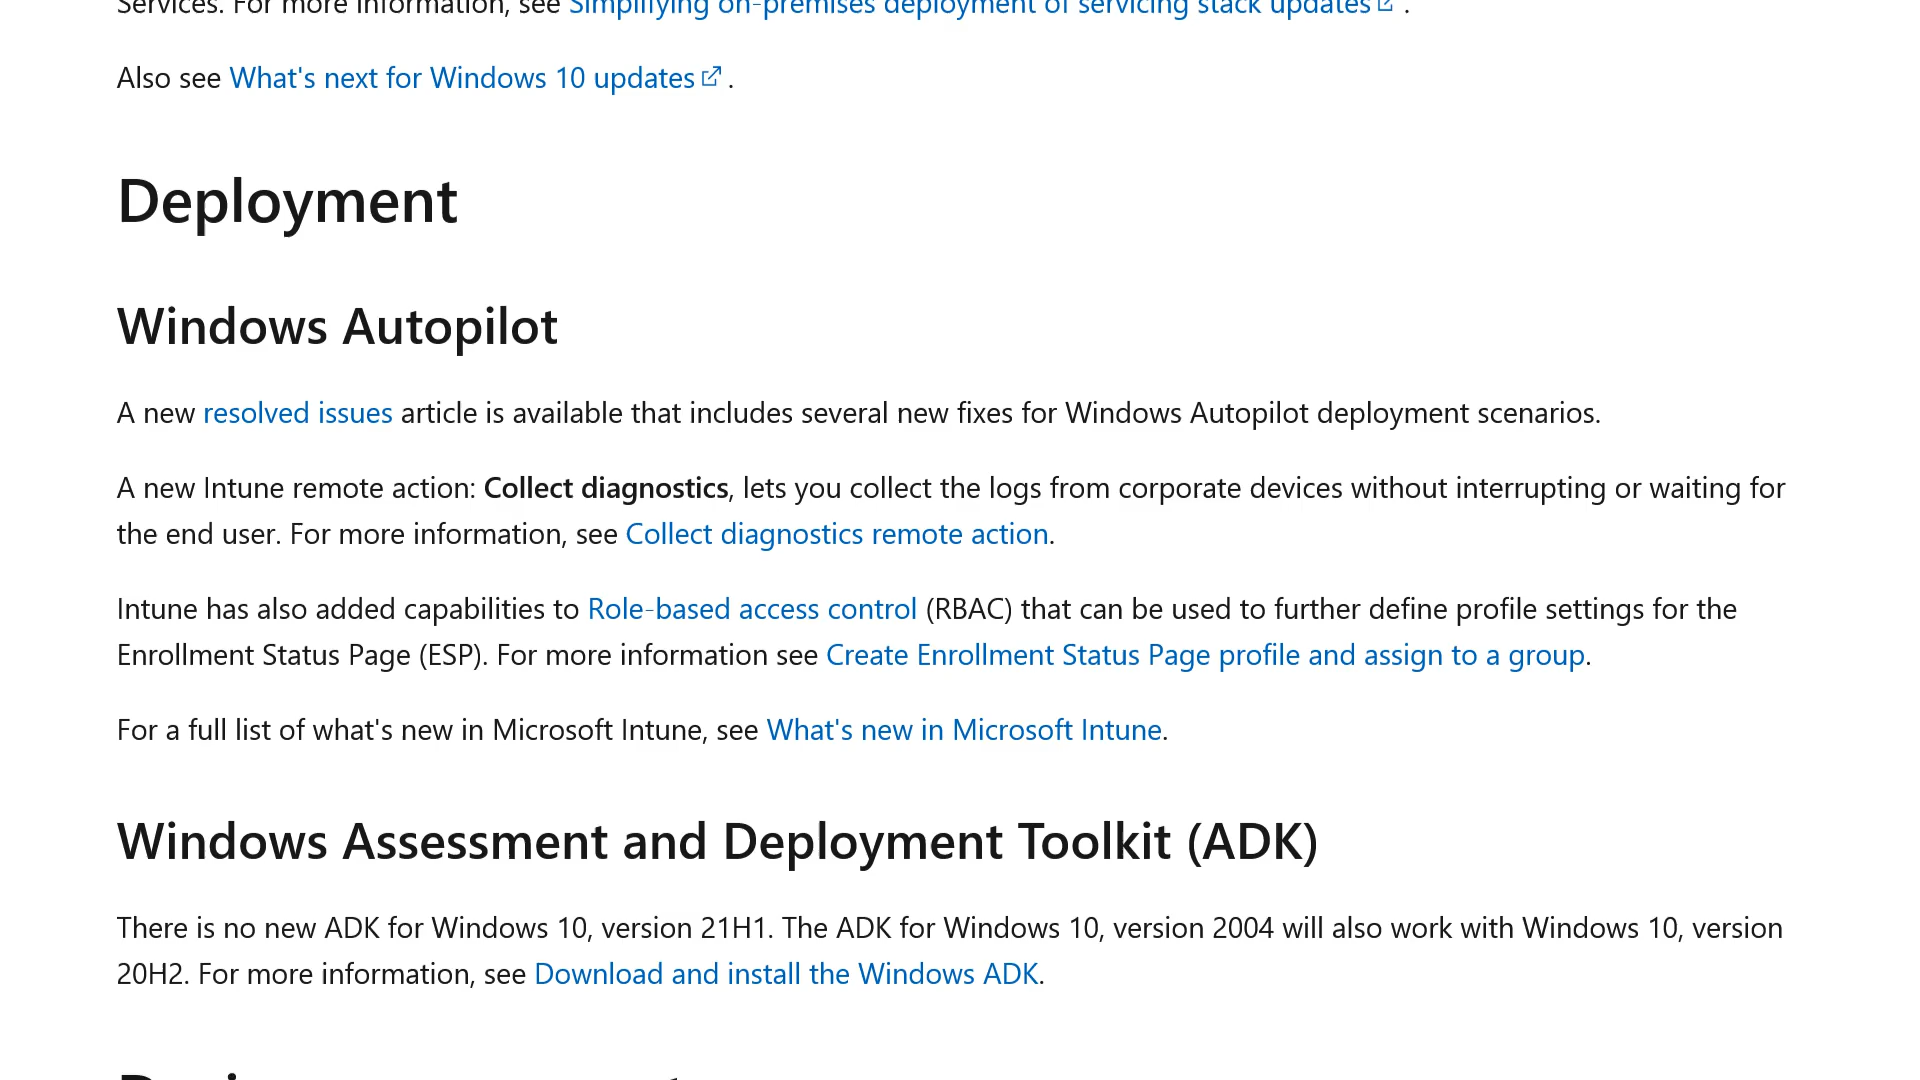 Services. For more information, see Simplifying on-premises deployment of servicing stack updates .
Also see What's next for Windows 10 updates .
Deployment
Windows Autopilot
A new resolved issues article is available that includes several new fixes for Windows Autopilot deployment scenarios.
A new Intune remote action: Collect diagnostics, lets you collect the logs from corporate devices without interrupting or waiting for
the end user. For more information, see Collect diagnostics remote action.
Intune has also added capabilities to Role-based access control (RBAC) that can be used to further define profile settings for the
Enrollment Status Page (ESP). For more information see Create Enrollment Status Page profile and assign to a group.
For a full list of what's new in Microsoft Intune, see What's new in Microsoft Intune.
Windows Assessment and Deployment Toolkit (ADK)
There is no new ADK for Windows 10, version 21H1. The ADK for Windows 10, version 2004 will also work with Windows 10, version
20H2. For more information, see Download and install the Windows ADK.